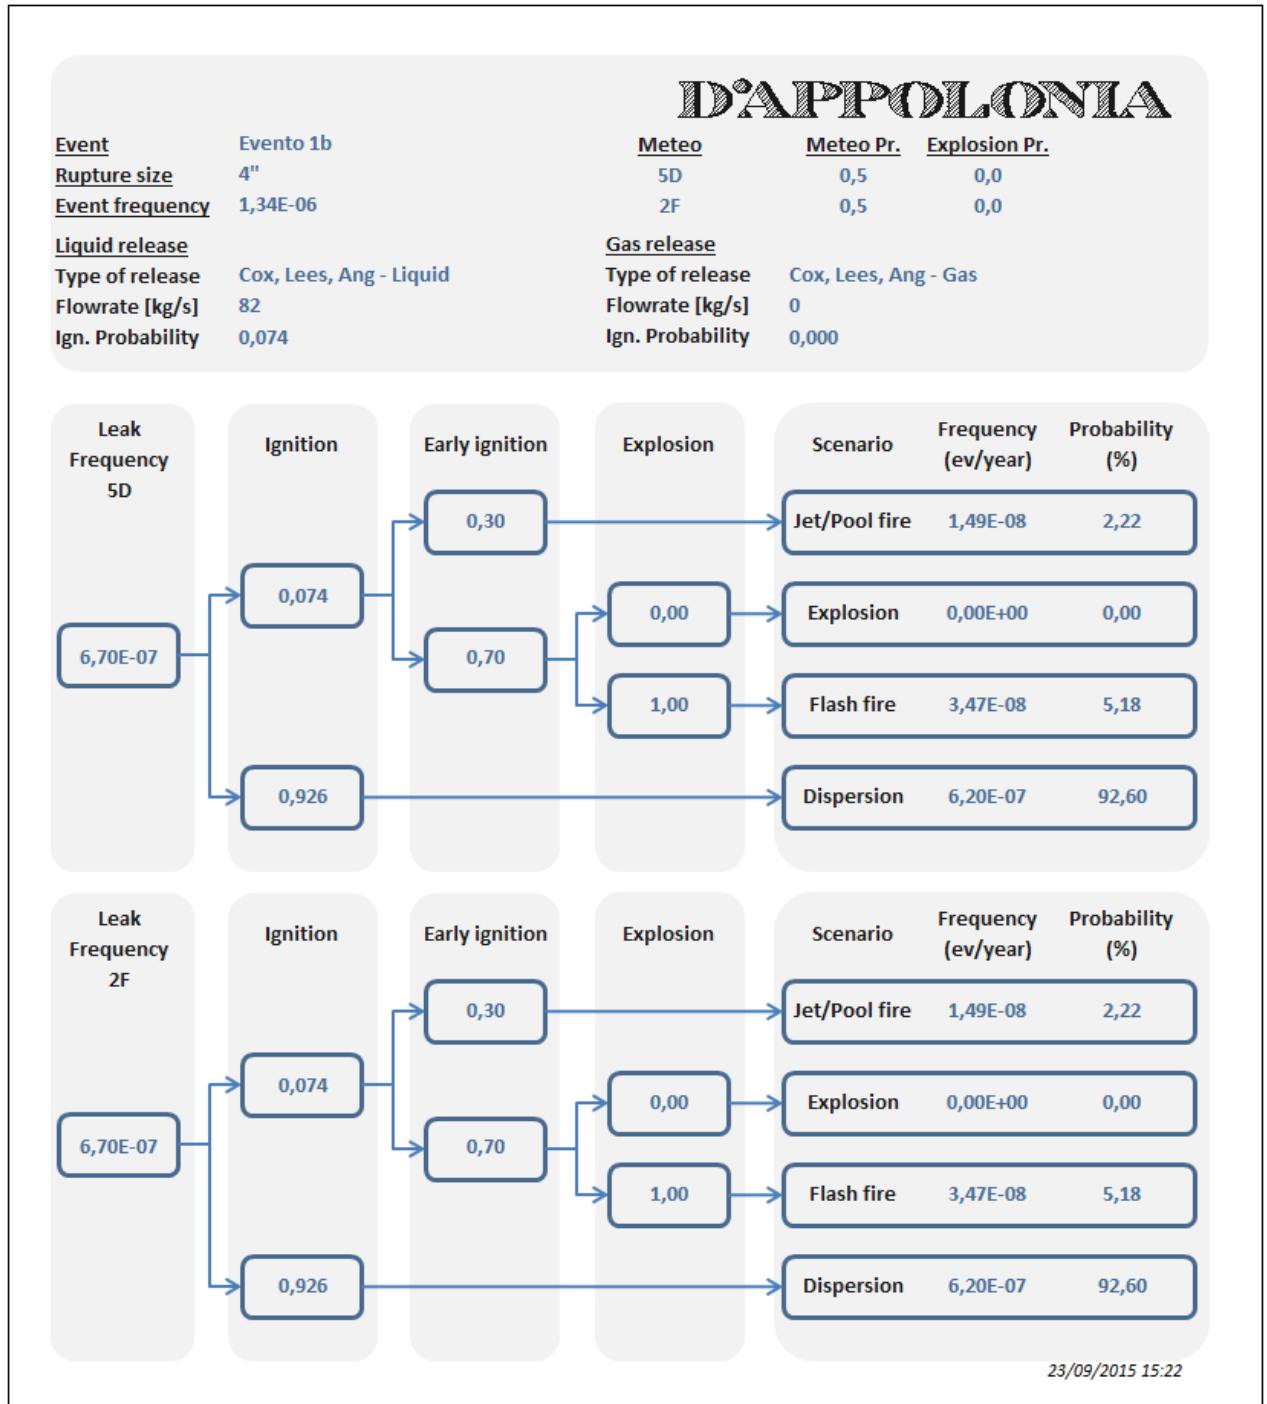 D'APPOLONIA
Event Evento 1b Meteo Meteo Pr. Explosion Pr.
Rupture size 4" 5D 0,5 0,0
Event frequency 1,34E-06 2F 0,5 0,0
Liquid release Gas release
Type of release Cox, Lees, Ang - Liquid Type of release Cox, Lees, Ang - Gas
Flowrate [kg/s] 82 Flowrate [kg/s] 0
Ign. Probability 0,074 Ign. Probability 0,000
Leak Frequency Probability
Frequency Ignition Early ignition Explosion Scenario (ev/year) (%)
5D
0,30 Jet/Pool fire 1,49E-08 2,22
0,074 0,00 Explosion 0,00E+00 0,00
6,70E-07 0,70
1,00 Flash fire 3,47E-08 5,18
0,926 Dispersion 6,20E-07 92,60
Leak Frequency Probability
Frequency Ignition Early ignition Explosion Scenario (ev/year) (%)
2F
0,30 Jet/Pool fire 1,49E-08 2,22
0,074 0,00 Explosion 0,00E+00 0,00
6,70E-07 0,70
1,00 Flash fire 3,47E-08 5,18
0,926 Dispersion 6,20E-07 92,60
23/09/2015 15:22